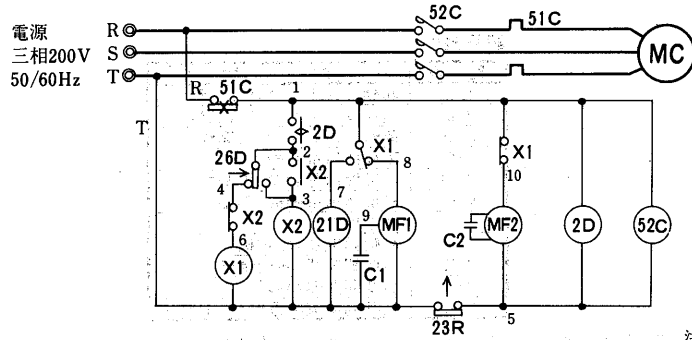 電源
三相200V
50/60Hz
R
S
T
52C
51C
MC
R
51C
1
T
2D
2
26D
X2
X1
4
3
7
8
X1
10
X2
9
6
X2
21D
MF1
C2
MF2
2D
52C
X1
C1
23R
5
注